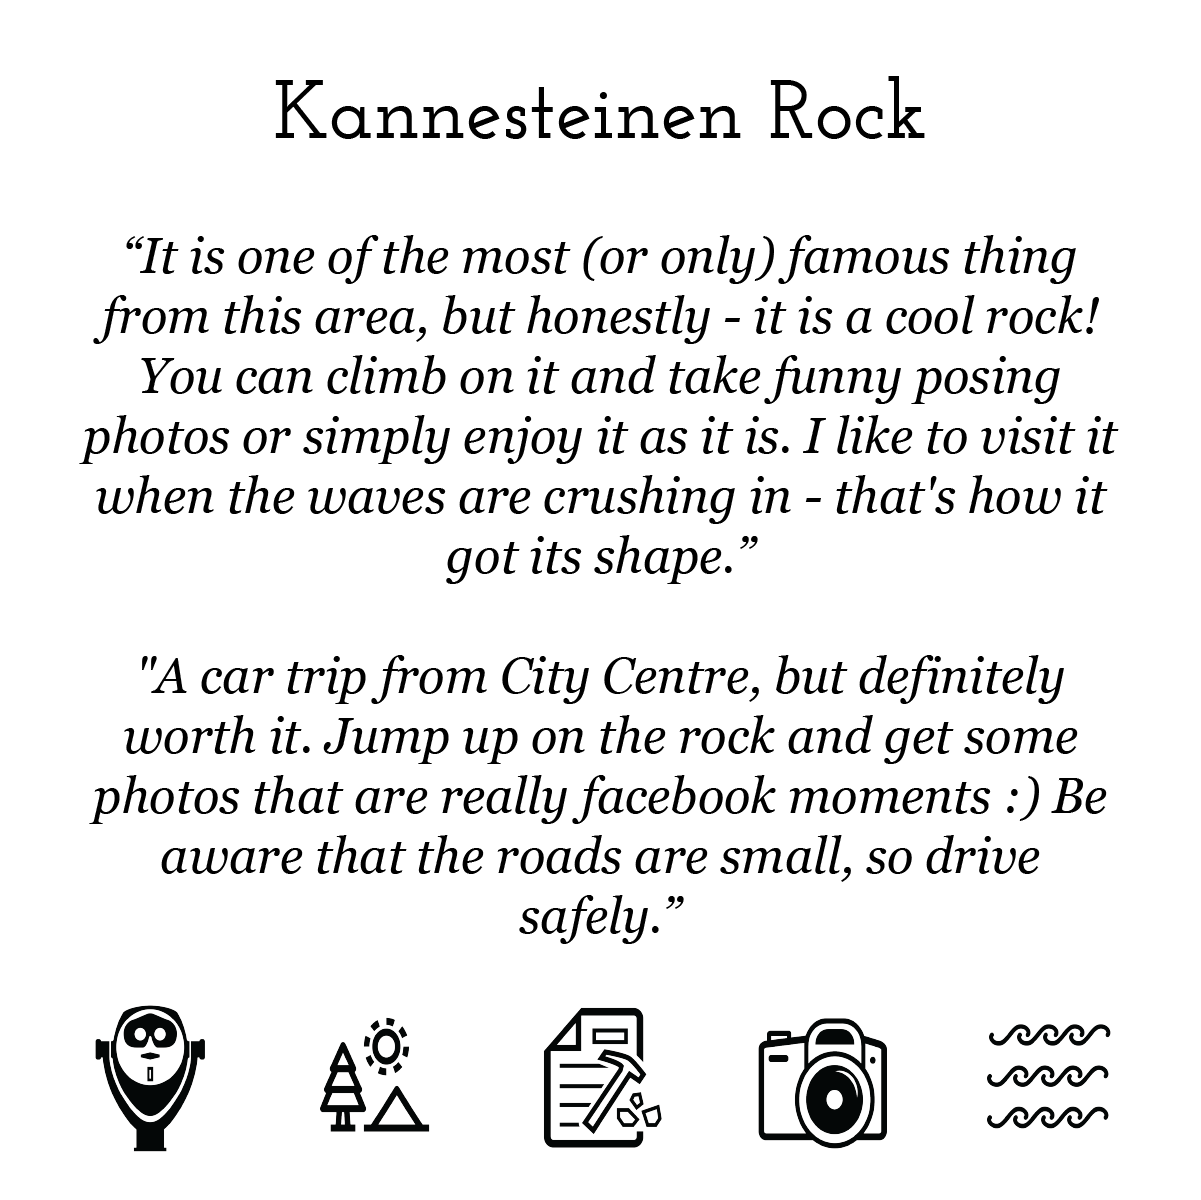 Kannesteinen Rock
“It is one of the most (or only) famous thing
from this area, but honestly - it is a cool rock!
You can climb on it and take funny posing
photos or simply enjoy it as it is. I like to visit it
when the waves are crushing in - that's how it
got its shape.”
"A car trip from City Centre, but definitely
worth it. Jump up on the rock and get some
photos that are really facebook moments :) Be
aware that the roads are small, so drive
safely.”